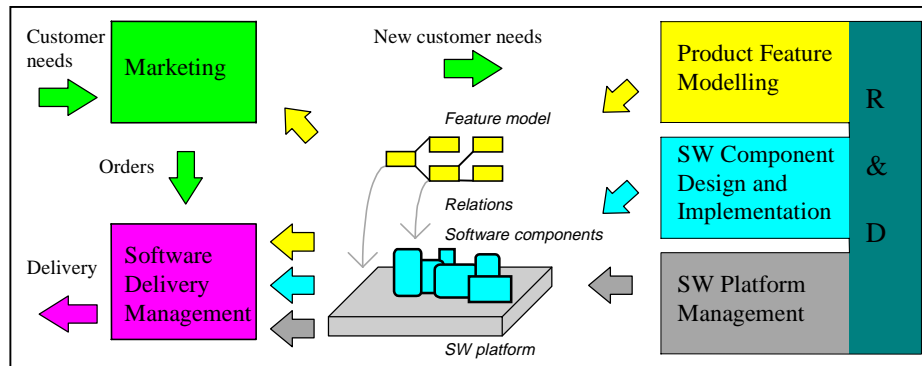 Customer
needs
Marketing
New customer needs
Product Feature
Modelling
Feature model
Orders
SW Component
Design and
Implementation
Relations
Software components
Delivery
Software
Delivery
Management
SW Platform
Management
SW platform
R
&
D